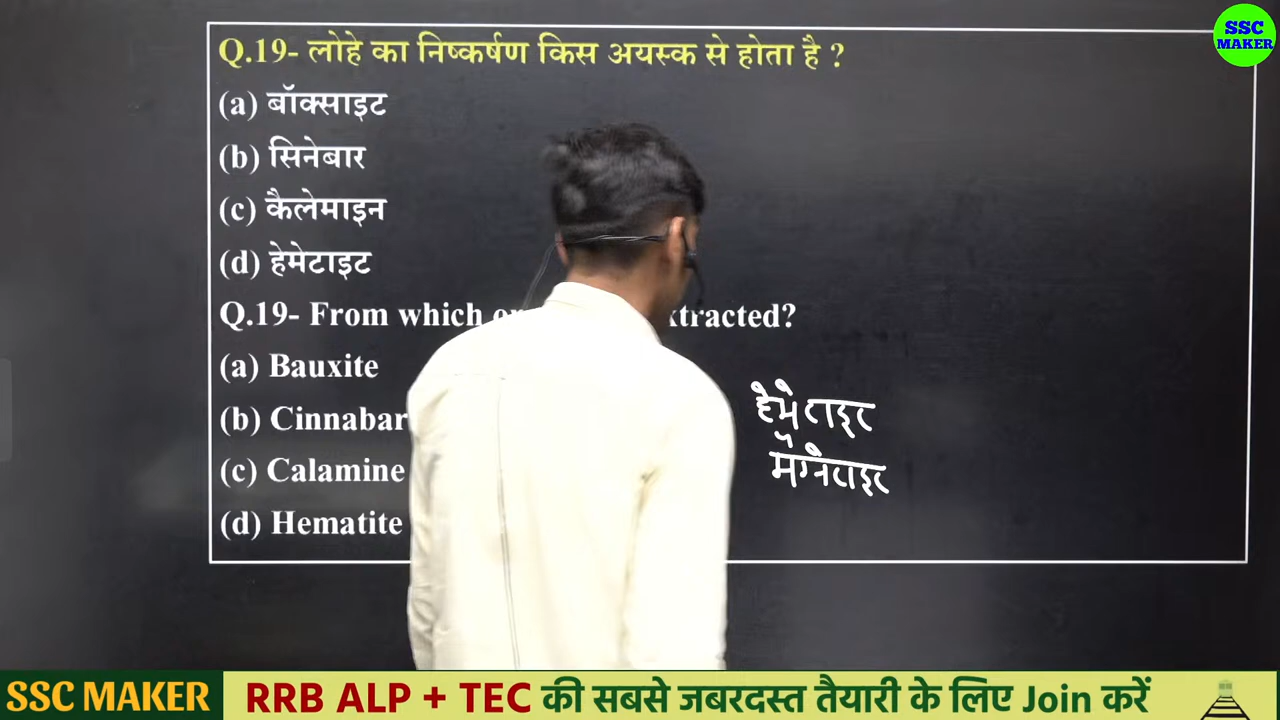 SSC
MAKER
Q.19- लोहे का निष्कर्षण किस अयस्क से होता है ?
(a) बॉक्साइट
(b) सिनेबार
(c) कैलेमाइन
(d) हेमेटाइट
Q.19- From which extracted?
(a) Bauxite
(b) Cinnabar
(c) Calamine
(d) Hematite
हेमेटाइट
मैग्नेटाइट
SSC MAKER RRB ALP + TEC की सबसे जबरदस्त तैयारी के लिए Join करें